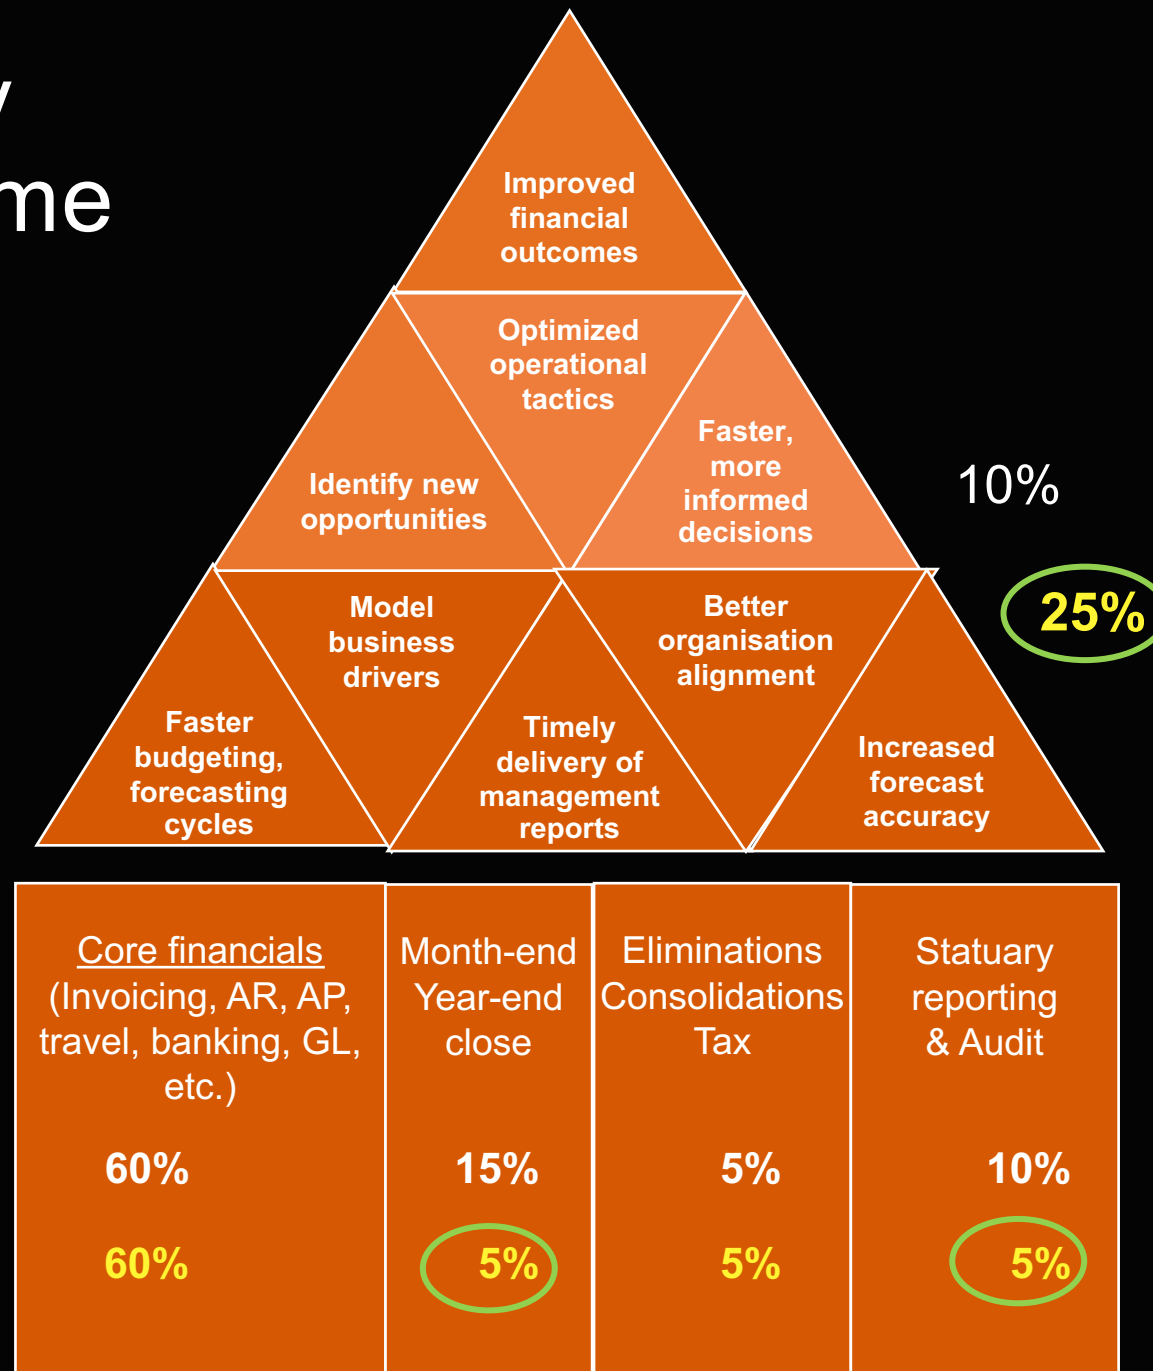 me
Improved
financial
outcomes
Optimized
operational
tactics
Identify new
opportunities
Faster,
more
informed
decisions
10%
25%
Model
business
drivers
Better
organisation
alignment
Faster
budgeting,
forecasting
cycles
Timely
delivery of
management
reports
Increased
forecast
accuracy
Core financials
(Invoicing, AR, AP,
travel, banking, GL,
etc.)
60%
60%
Month-end
Year-end
close
15%
5%
Eliminations
Consolidations
Tax
5%
5%
Statuary
reporting
& Audit
10%
5%